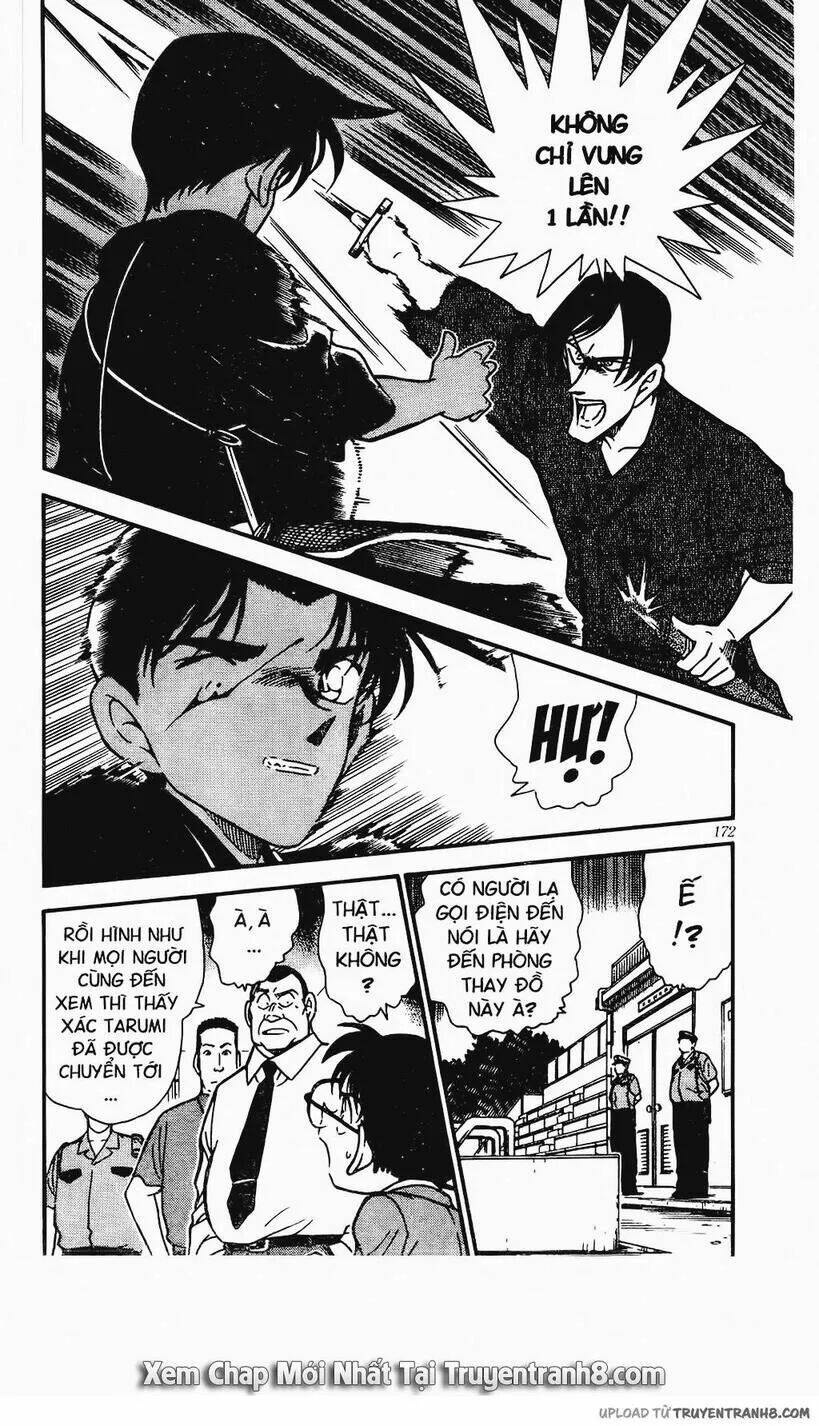 KHÔNG
CHỈ VUNG
LÊN
1 LẦN!!
HỰ!
172
Ế
!?
CÓ NGƯỜI LẠ
GỌI ĐIỆN ĐẾN
NÓI LÀ HÃY
ĐẾN PHÒNG
THAY ĐỒ
NÀY À?
THẬT...
THẬT
KHÔNG
?
À, À
...
RỒI HÌNH NHƯ
KHI MỌI NGƯỜI
CÙNG ĐẾN
XEM THÌ THẤY
XÁC TARUMI
ĐÃ ĐƯỢC
CHUYỂN TỚI
...
Xem Chap Mới Nhất Tại Truyentranh8.com
UPLOAD TỪ TRUYENTRANH8.COM